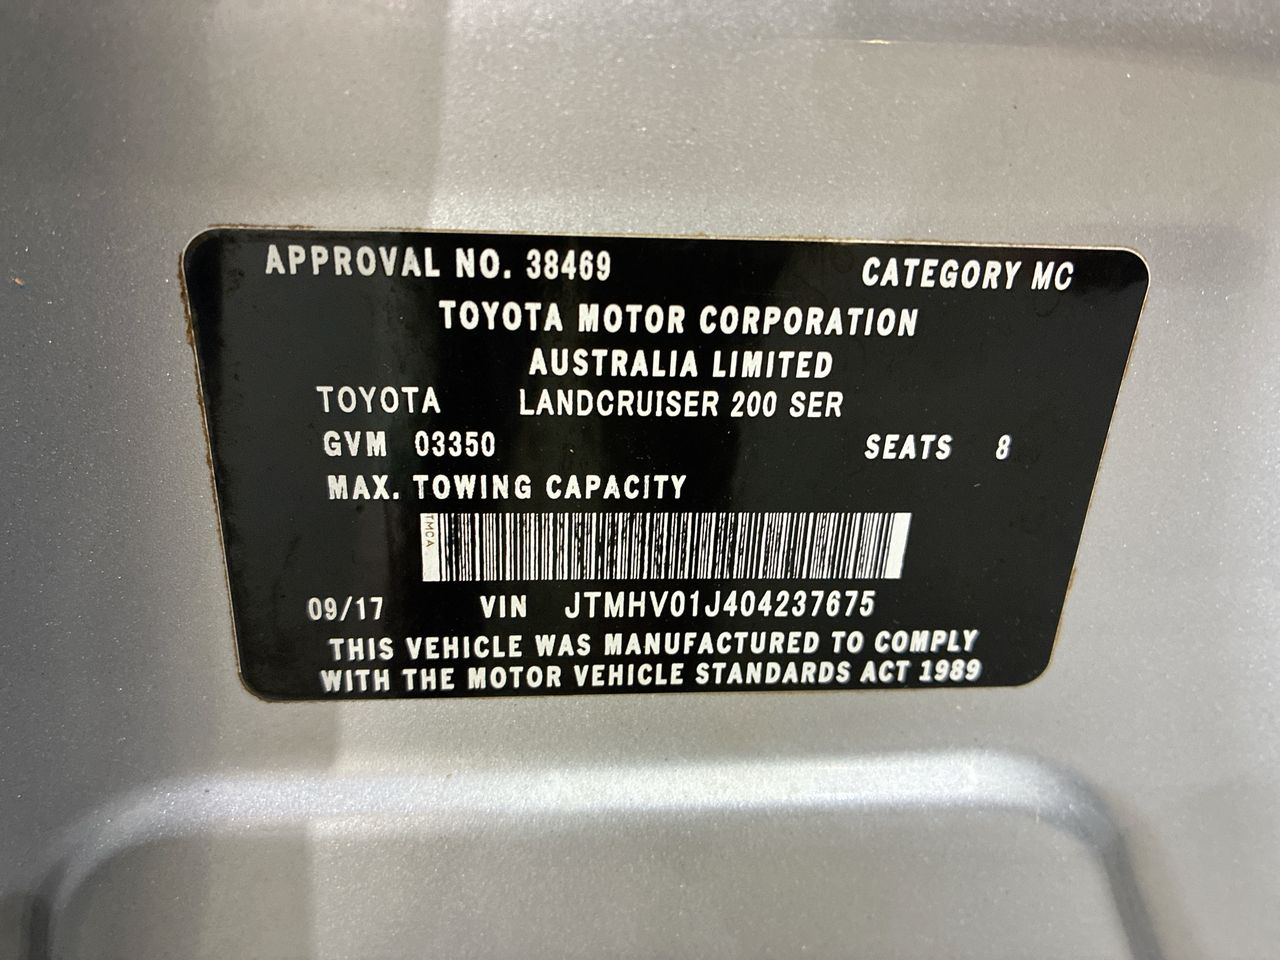 APPROVAL NO. 38469 CATEGORY MC
TOYOTA MOTOR CORPORATION
AUSTRALIA LIMITED
TOYOTA LANDCRUISER 200 SER
GVM 03350 SEATS 8
MAX. TOWING CAPACITY
TMCA
09/17 VIN JTMHV01J404237675
THIS VEHICLE WAS MANUFACTURED TO COMPLY
WITH THE MOTOR VEHICLE STANDARDS ACT 1989